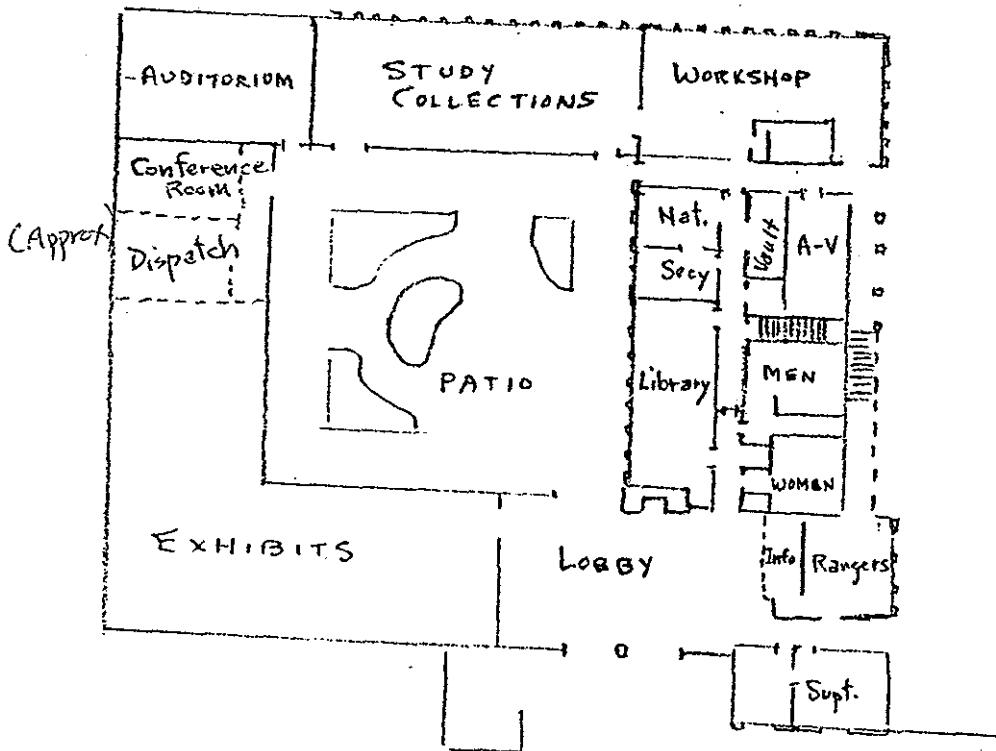 AUDITORIUM
STUDY
COLLECTIONS
WORKSHOP
Conference
Room
(Approx)
Dispatch
Nat.
Secy
Vault
A-V
PATIO
Library
MEN
WOMEN
EXHIBITS
LOBBY
Info
Rangers
Supt.